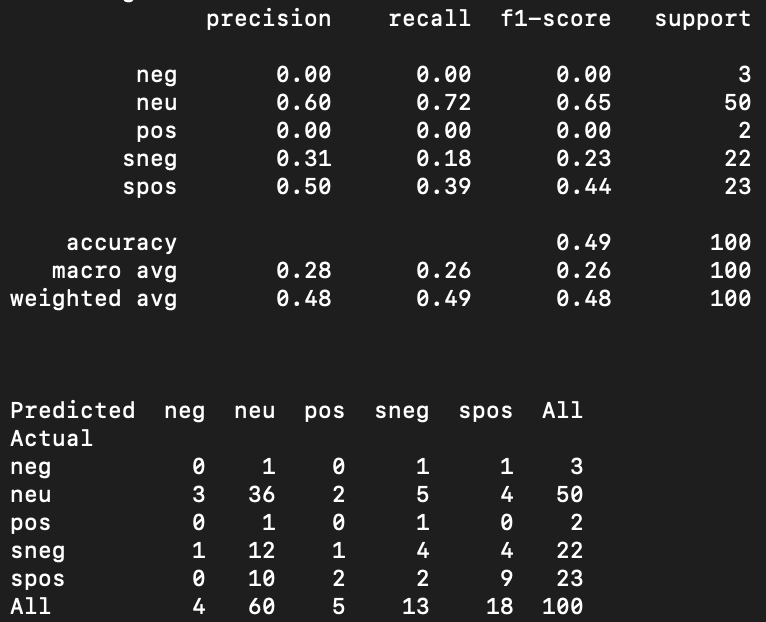 precision recall f1-score support
neg 0.00 0.00 0.00 3
neu 0.60 0.72 0.65 50
pos 0.00 0.00 0.00 2
sneg 0.31 0.18 0.23 22
spos 0.50 0.39 0.44 23
accuracy 0.49 100
macro avg 0.28 0.26 0.26 100
weighted avg 0.48 0.49 0.48 100
Predicted neg neu pos sneg spos All
Actual
neg 0 1 0 1 1 3
neu 3 36 2 5 4 50
pos 0 1 0 1 0 2
sneg 1 12 1 4 4 22
spos 0 10 2 2 9 23
All 4 60 5 13 18 100